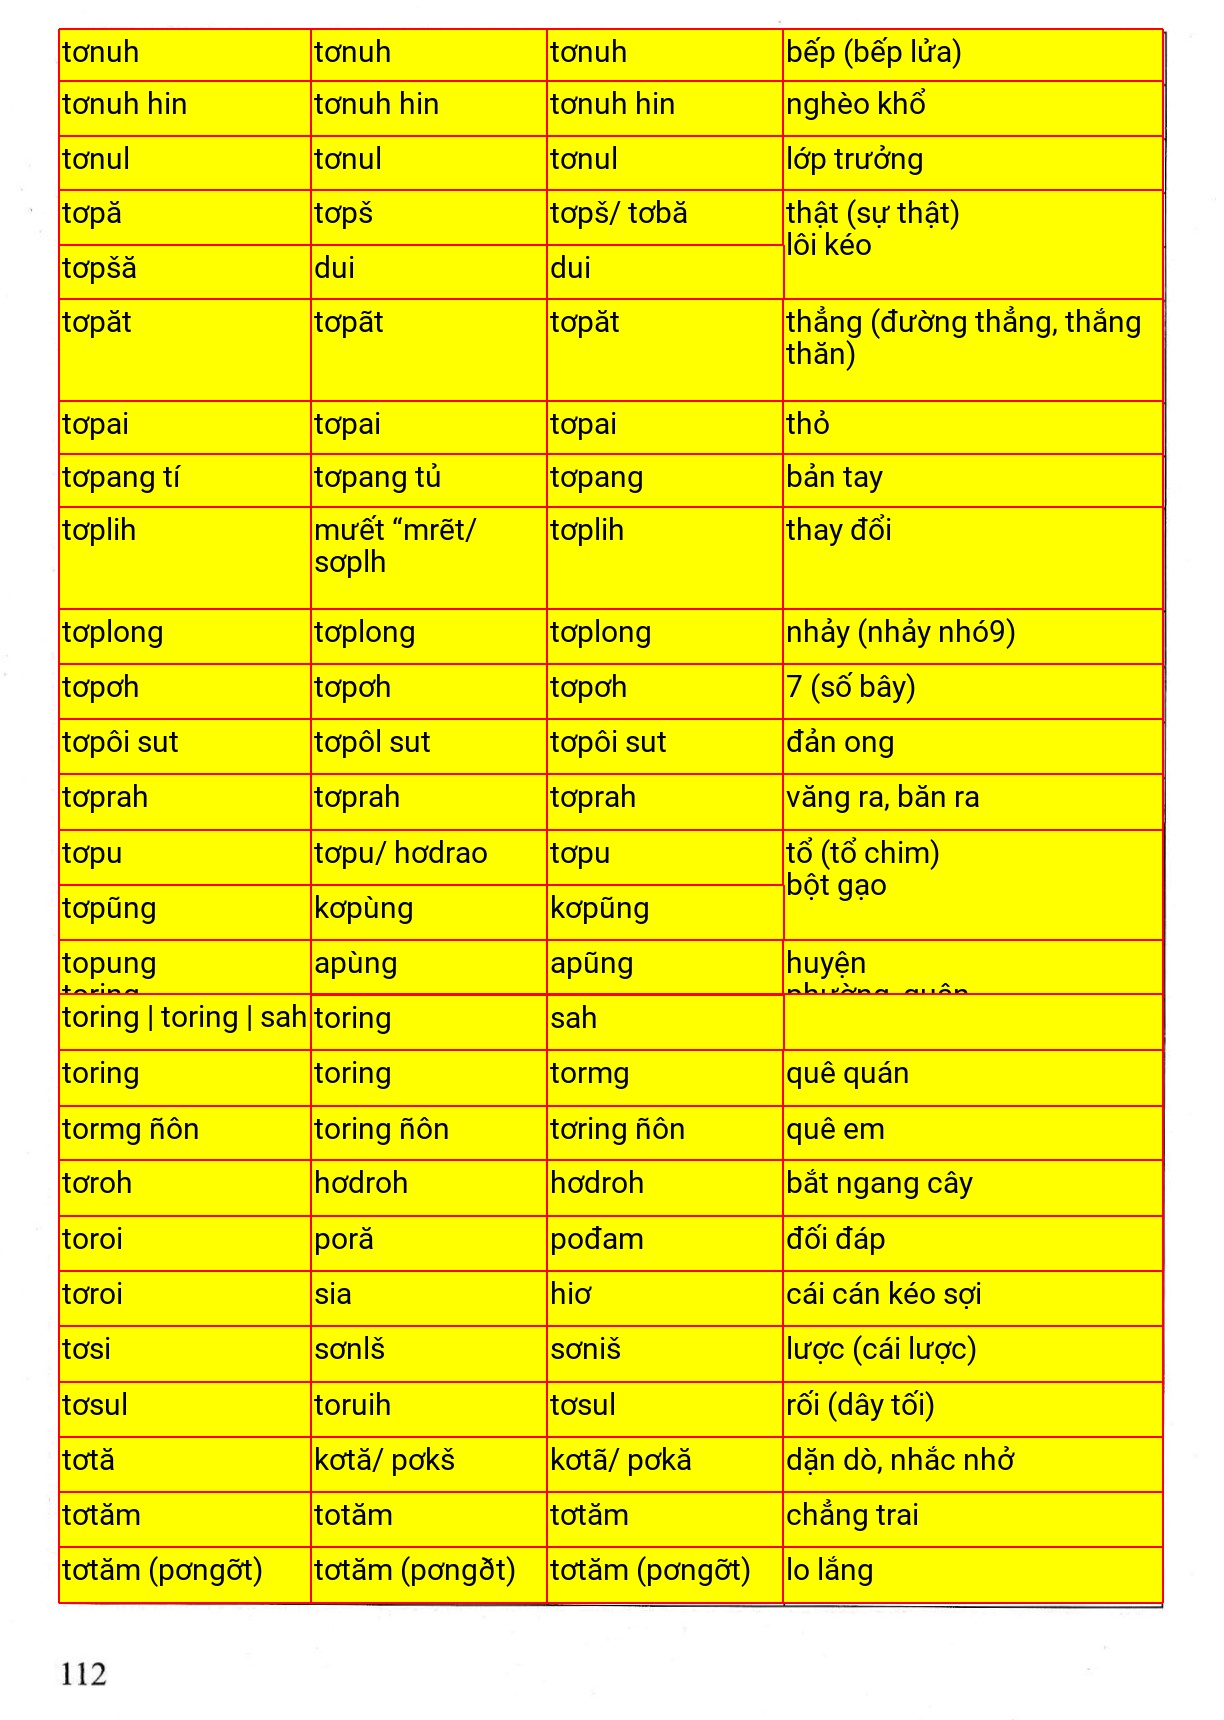 tơnuh tơnuh tơnuh bếp (bếp lửa)
tơnuh hin tơnuh hin tơnuh hin nghèo khổ
tơnul tơnul tơnul lớp trưởng
tơpă tơpš tơpš/ tơbă thật (sự thật)
lôi kéo
tơpšă dui dui
tơpăt tơpãt tơpăt thẳng (đường thẳng, thắng
thăn)
tơpai tơpai tơpai thỏ
tơpang tí tơpang tủ tơpang bản tay
tơplih mưết “mrẽt/ tơplih thay đổi
sơplh
tơplong tơplong tơplong nhảy (nhảy nhó9)
tơpơh tơpơh tơpơh 7 (số bây)
tơpôi sut tơpôl sut tơpôi sut đản ong
tơprah tơprah tơprah văng ra, băn ra
tơpu tơpu/ hơdrao tơpu tổ (tổ chim)
bột gạo
tơpũng kơpùng kơpũng
topung apùng apũng huyện
toring phường, quận
toring | toring | sah toring sah
toring toring tormg quê quán
tormg ñôn toring ñôn tơring ñôn quê em
tơroh hơdroh hơdroh bắt ngang cây
toroi poră pođam đối đáp
tơroi sia hiơ cái cán kéo sợi
tơsi sơnlš sơniš lược (cái lược)
tơsul toruih tơsul rối (dây tối)
tơtă kơtă/ pơkš kơtã/ pơkă dặn dò, nhắc nhở
tơtăm totăm tơtăm chẳng trai
tơtăm (pơngỡt) tơtăm (pơngðt) tơtăm (pơngỡt) lo lắng
112